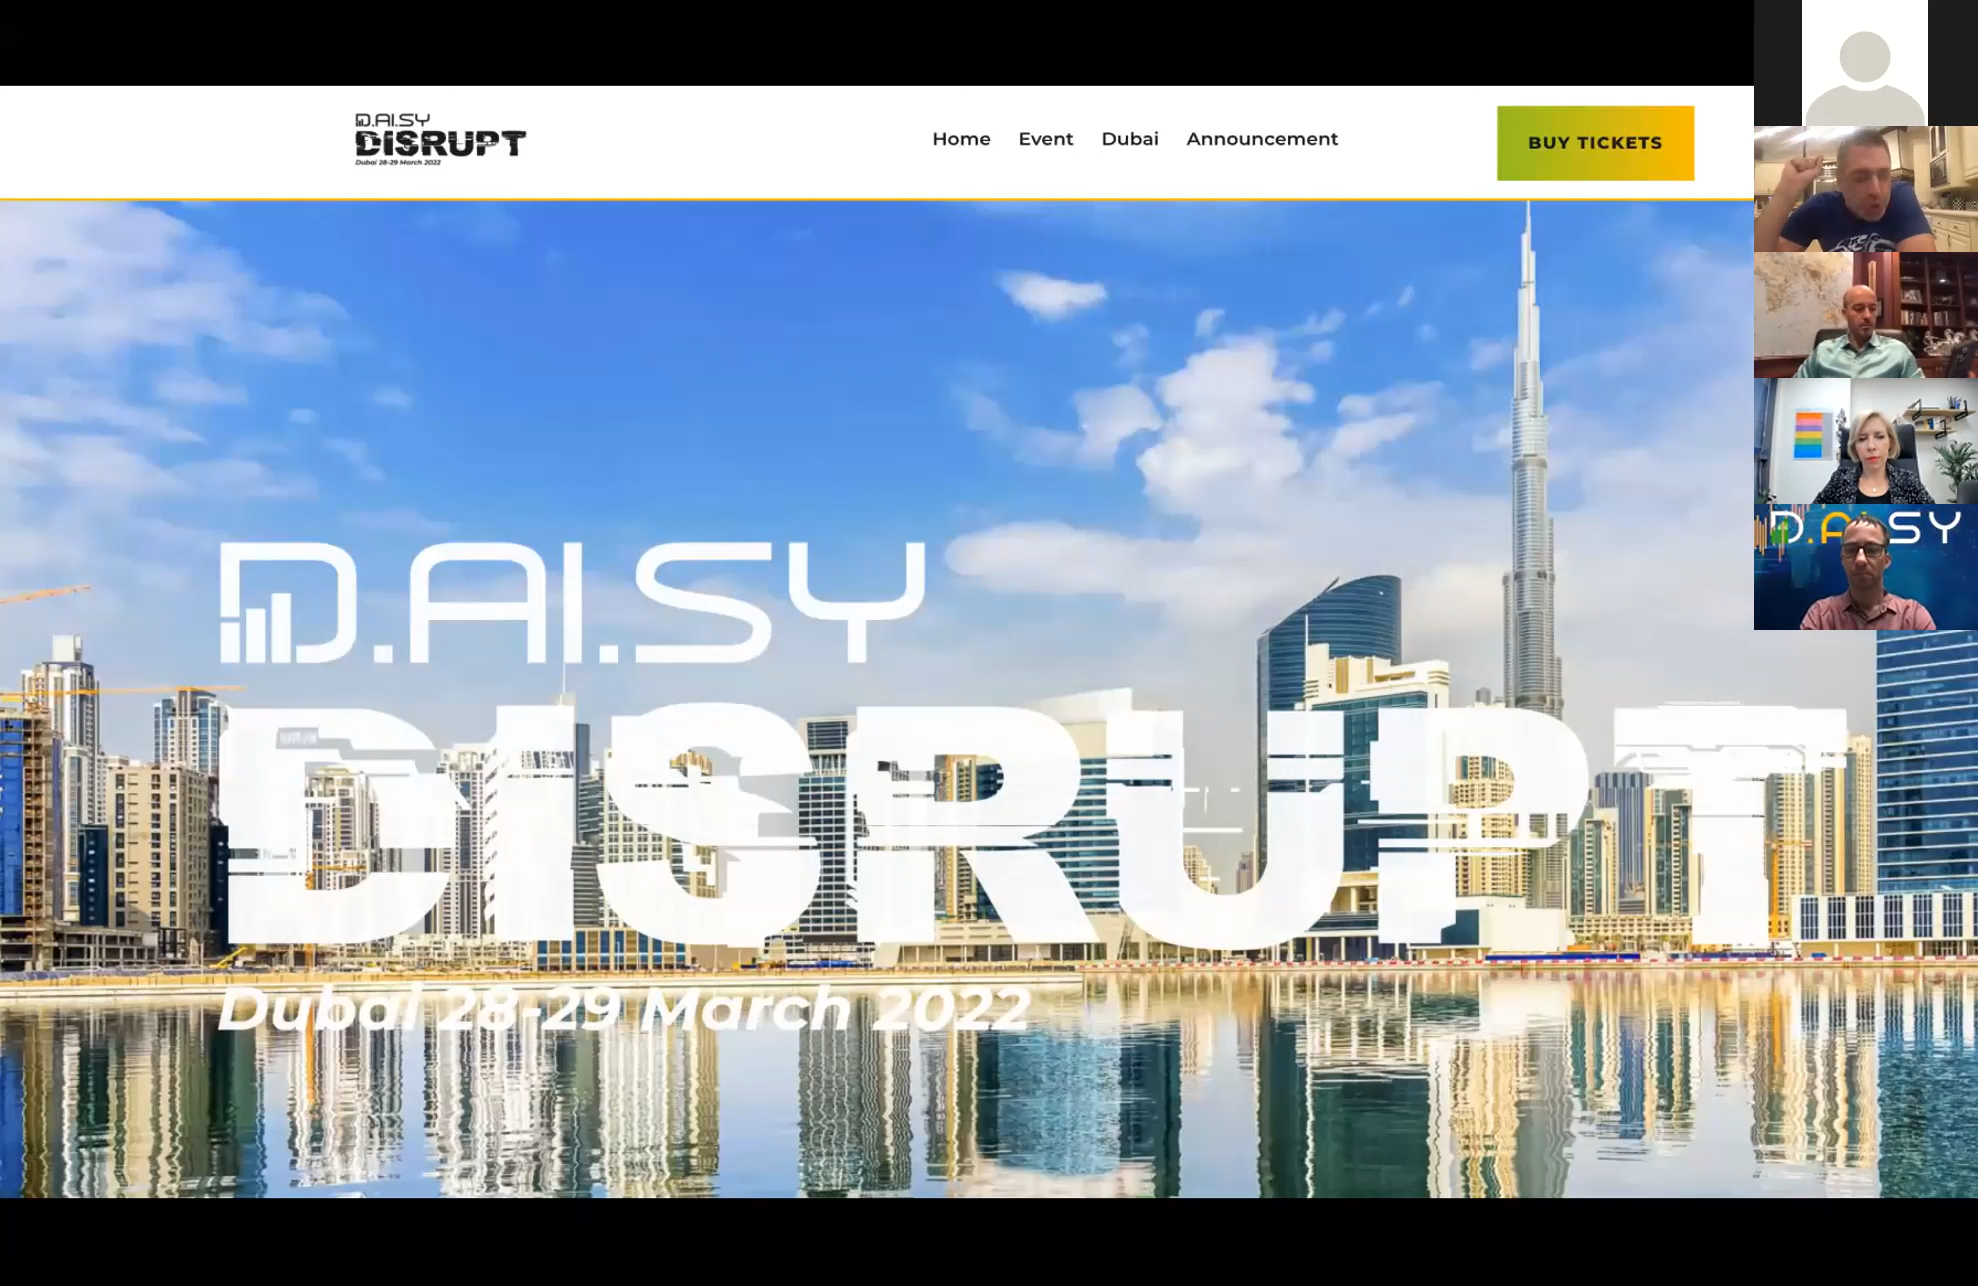 D.AI.SY
DISRUPT
Dubai 28-29 March 2022
Home
Event
Dubai
Announcement
BUY TICKETS
D.AI.SY
D.AI.SY
DISRUPT
Dubai 28-29 March 2022